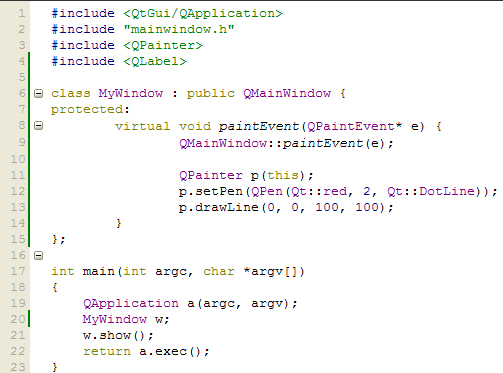 1 #include <QtGui/QApplication>
2 #include "mainwindow.h"
3 #include <QPainter>
4 #include <QLabel>
5
6 class MyWindow : public QMainWindow {
7 protected:
8         virtual void paintEvent(QPaintEvent* e) {
9                 QMainWindow::paintEvent(e);
10
11                 QPainter p(this);
12                 p.setPen(QPen(Qt::red, 2, Qt::DotLine));
13                 p.drawLine(0, 0, 100, 100);
14         }
15 };
16
17 int main(int argc, char *argv[])
18 {
19     QApplication a(argc, argv);
20     MyWindow w;
21     w.show();
22     return a.exec();
23 }